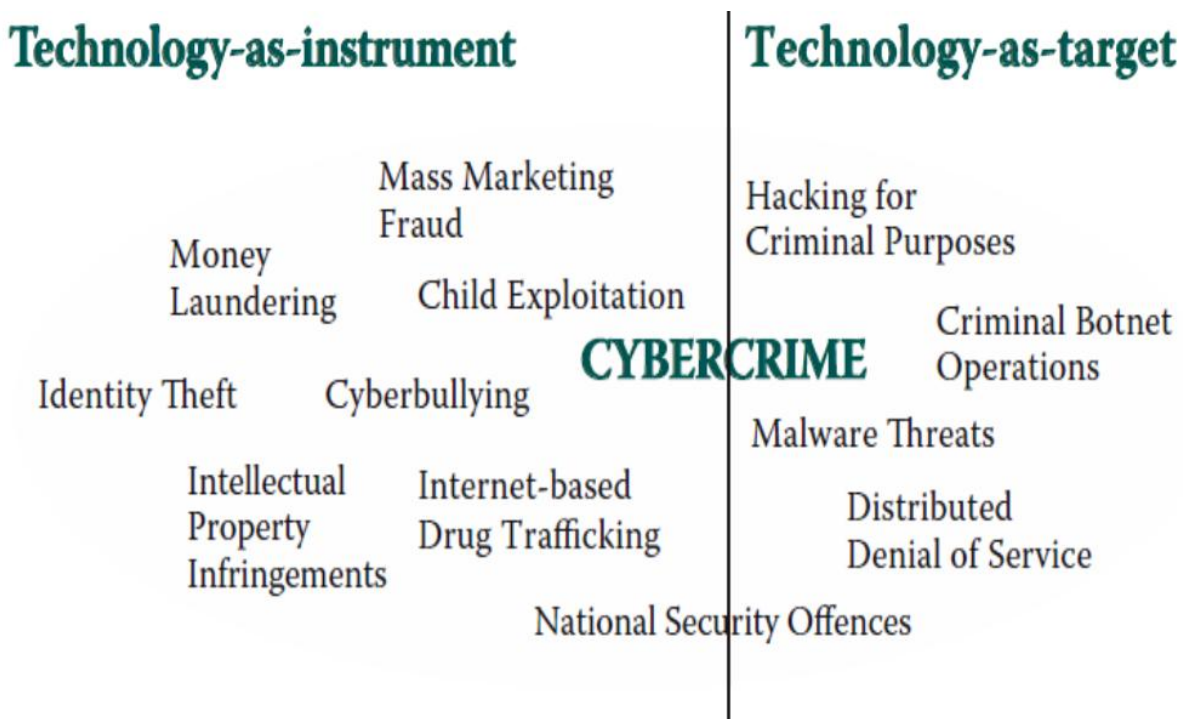 Technology-as-instrument
Technology-as-target
Mass Marketing
Fraud
Money
Laundering
Child Exploitation
Identity Theft
Cyberbullying
Intellectual
Property
Infringements
Internet-based
Drug Trafficking
CYBERCRIME
Hacking for
Criminal Purposes
Criminal Botnet
Operations
Malware Threats
Distributed
Denial of Service
National Security Offences